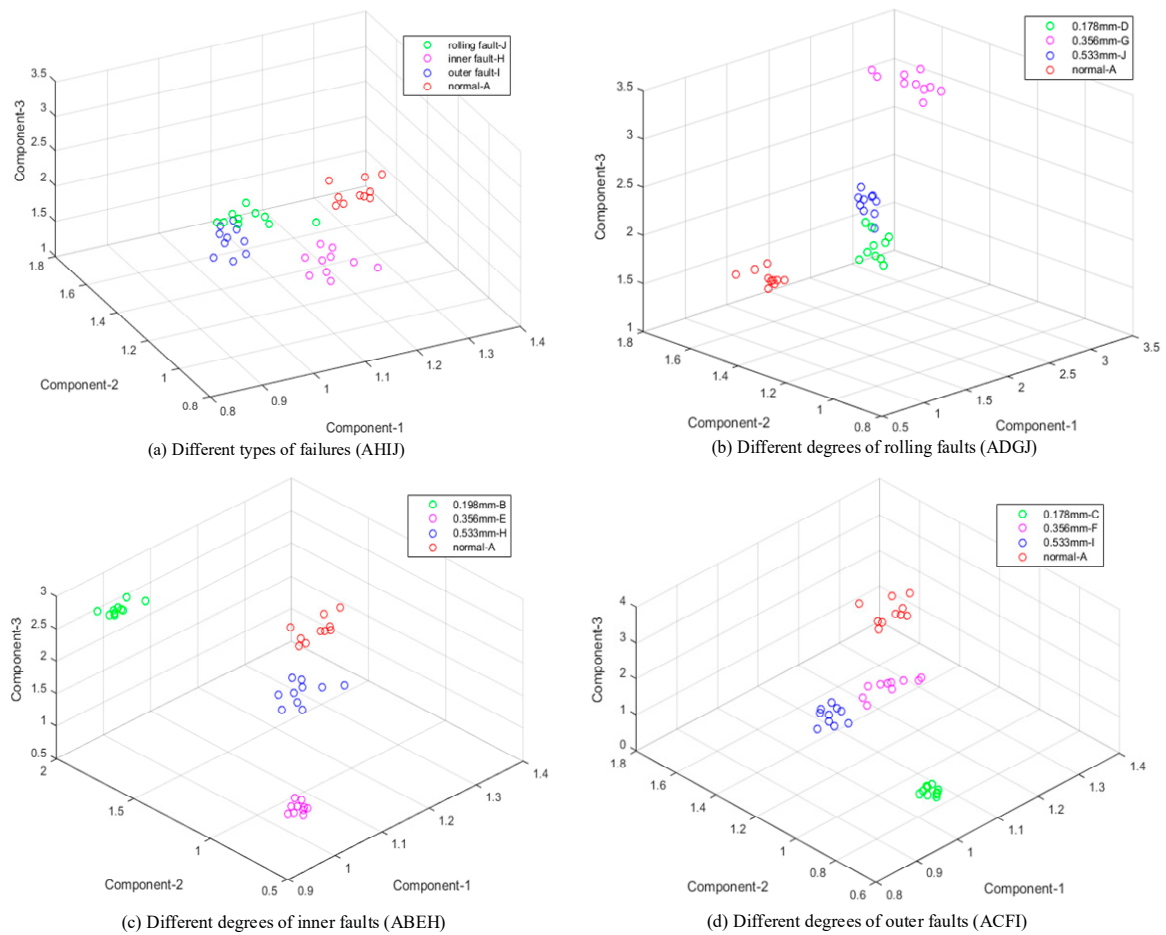 rolling fault-J
inner fault-H
outer fault-I
normal-A
3.5
3
2.5
2
1.5
1
Component-3
1.8
1.6
1.4
1.2
1
0.8
Component-2
0.8
0.9
1
1.1
1.2
1.3
1.4
Component-1
(a) Different types of failures (AHIJ)
0.178mm-D
0.356mm-G
0.533mm-J
normal-A
3.5
3
2.5
2
1.5
1
Component-3
1.8
1.6
1.4
1.2
1
0.8
Component-2
0.5
1
1.5
2
2.5
3
3.5
Component-1
(b) Different degrees of rolling faults (ADGJ)
0.198mm-B
0.356mm-E
0.533mm-H
normal-A
3
2.5
2
1.5
1
0.5
Component-3
2
1.5
1
0.5
Component-2
0.9
1
1.1
1.2
1.3
1.4
Component-1
(c) Different degrees of inner faults (ABEH)
0.178mm-C
0.356mm-F
0.533mm-I
normal-A
4
3
2
1
0
Component-3
1.8
1.6
1.4
1.2
1
0.8
0.6
Component-2
0.8
0.9
1
1.1
1.2
1.3
1.4
Component-1
(d) Different degrees of outer faults (ACFI)